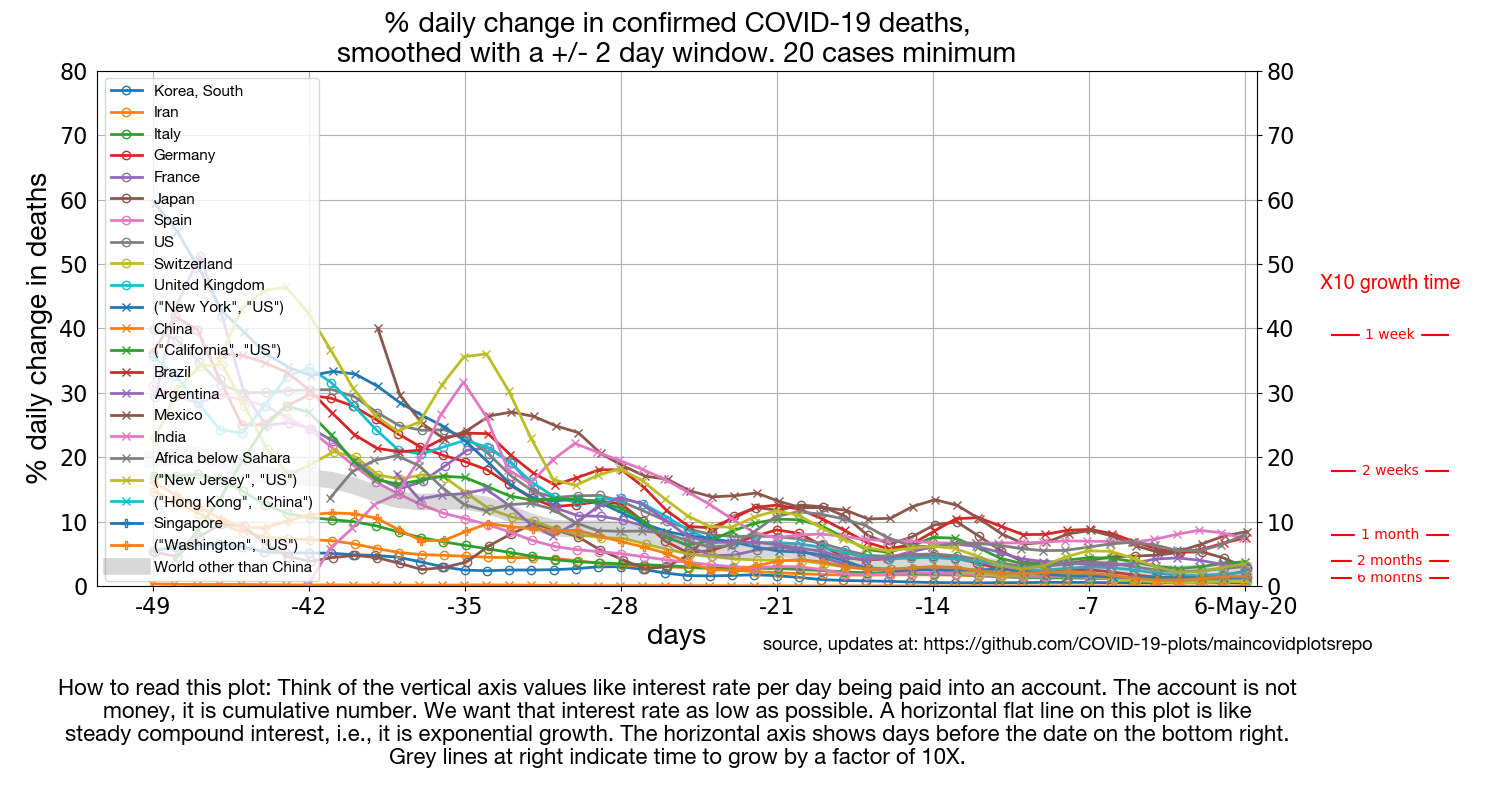 % daily change in confirmed COVID-19 deaths,
smoothed with a +/- 2 day window. 20 cases minimum
% daily change in deaths
80
70
60
50
40
30
20
10
0
Korea, South
Iran
Italy
Germany
France
Japan
Spain
US
Switzerland
United Kingdom
("New York", "US")
China
("California", "US")
Brazil
Argentina
Mexico
India
Africa below Sahara
("New Jersey", "US")
("Hong Kong", "China")
Singapore
("Washington", "US")
World other than China
80
70
60
50
40
30
20
10
0
X10 growth time
1 week
2 weeks
1 month
2 months
6 months
-49 -42 -35 -28 -21 -14 -7 6-May-20
days
source, updates at: https://github.com/COVID-19-plots/maincovidplotsrepo
How to read this plot: Think of the vertical axis values like interest rate per day being paid into an account. The account is not
money, it is cumulative number. We want that interest rate as low as possible. A horizontal flat line on this plot is like
steady compound interest, i.e., it is exponential growth. The horizontal axis shows days before the date on the bottom right.
Grey lines at right indicate time to grow by a factor of 10X.